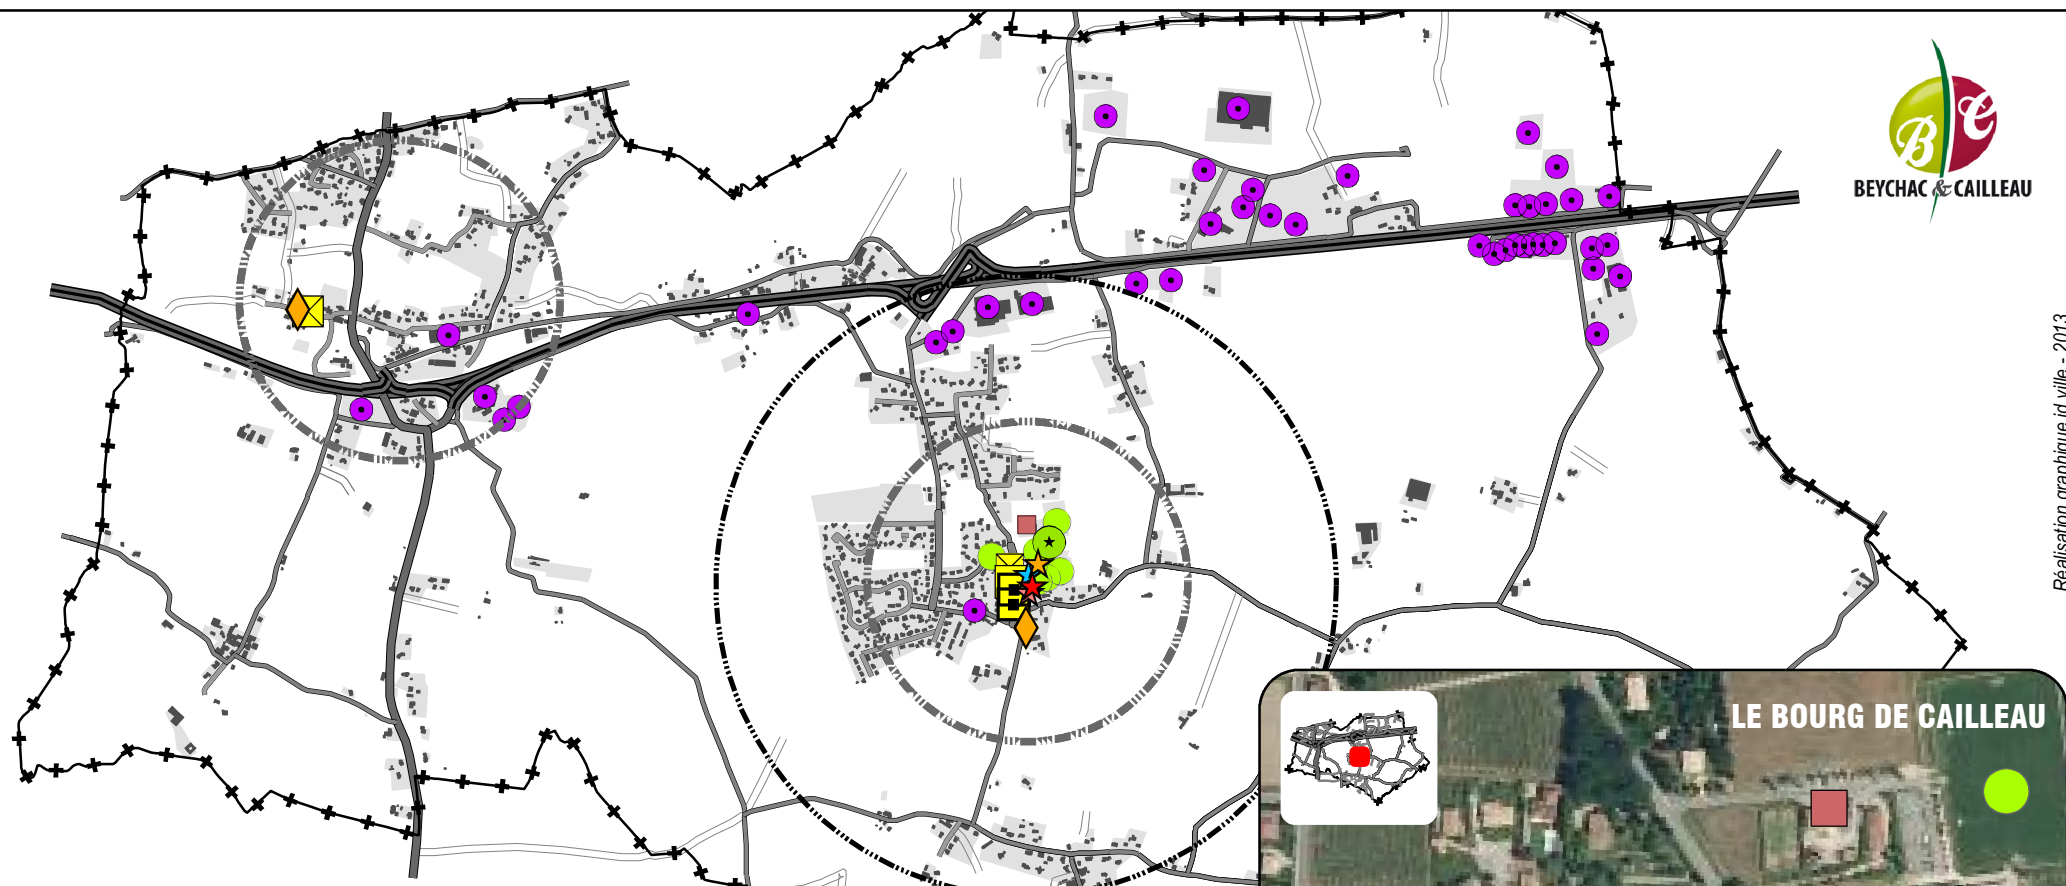 B & C
BEYCHAC & CAILLEAU
Réalisation graphique id ville - 2013
LE BOURG DE CAILLEAU